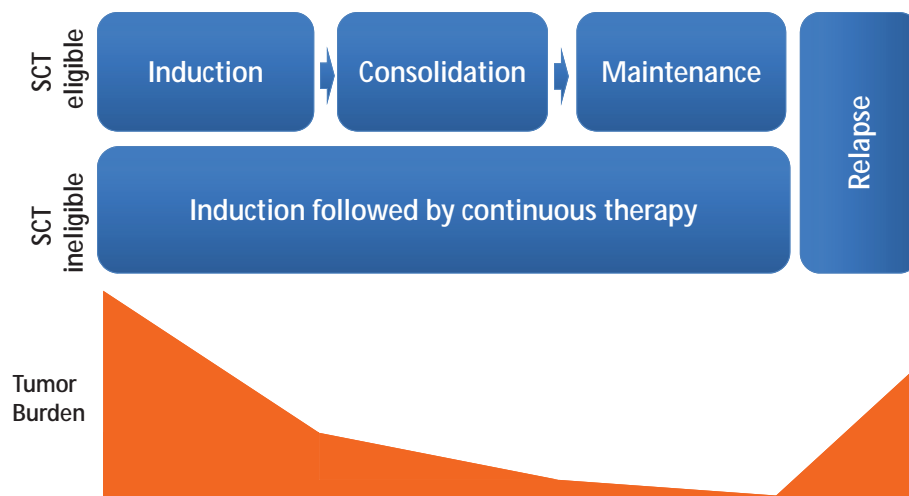 SCT
eligible
Induction
Consolidation
Maintenance
Relapse
SCT
ineligible
Induction followed by continuous therapy
Tumor
Burden